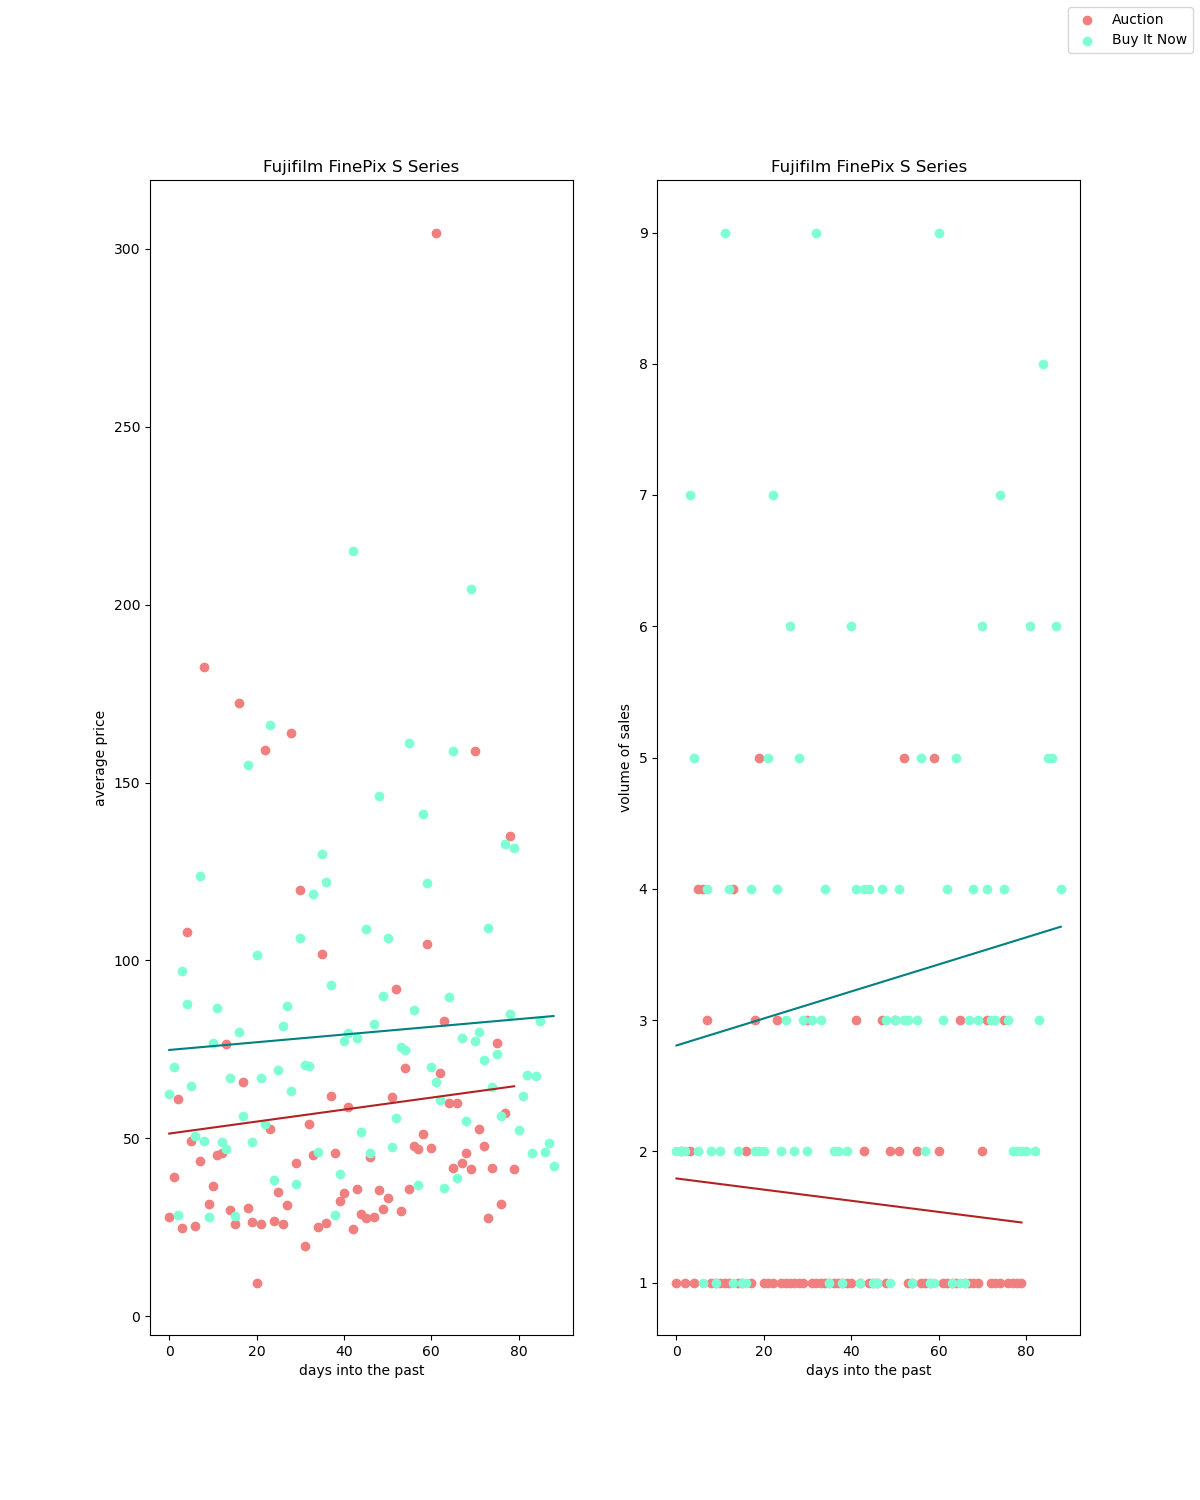 Auction
Buy It Now
Fujifilm FinePix S Series
300
250
200
150
100
50
0
average price
0 20 40 60 80
days into the past
Fujifilm FinePix S Series
9
8
7
6
5
4
3
2
1
volume of sales
0 20 40 60 80
days into the past